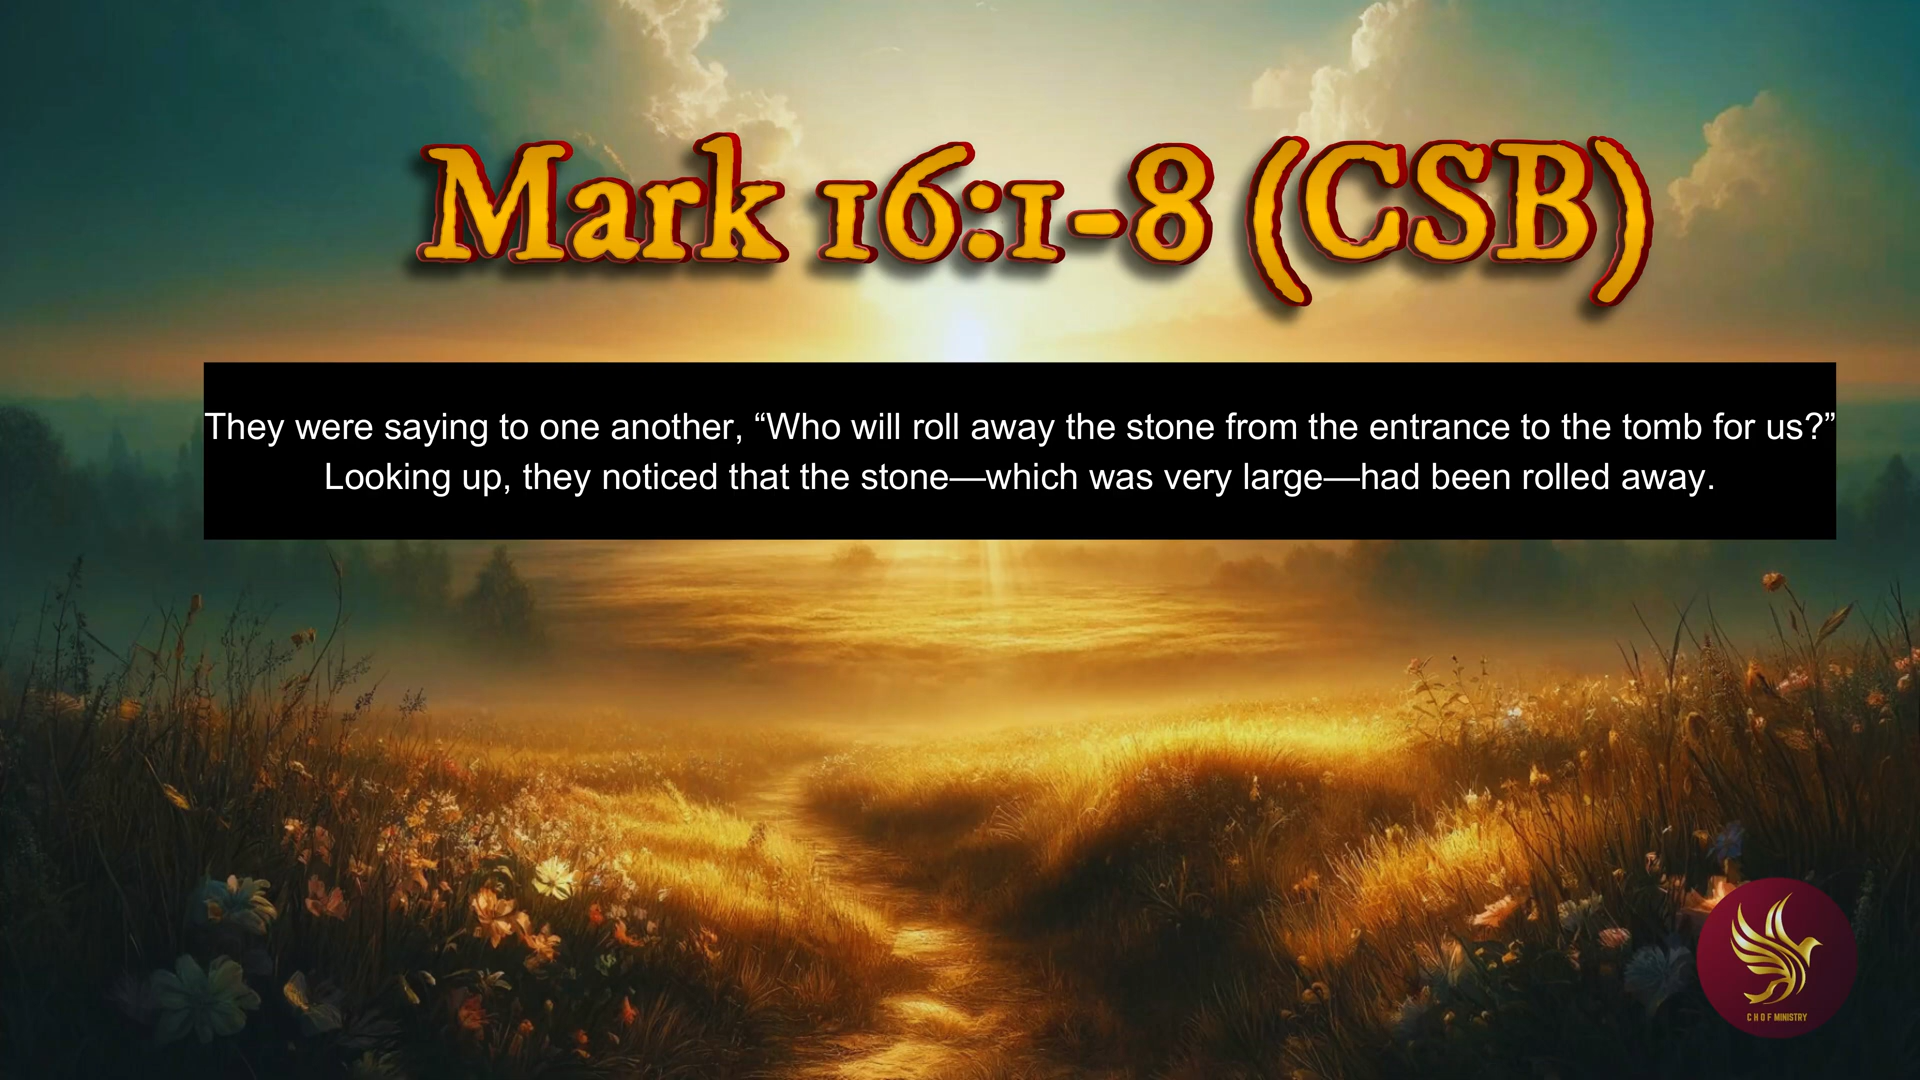 Mark 16:1-8 (CSB)
They were saying to one another, “Who will roll away the stone from the entrance to the tomb for us?”
Looking up, they noticed that the stone—which was very large—had been rolled away.
C H O F MINISTRY